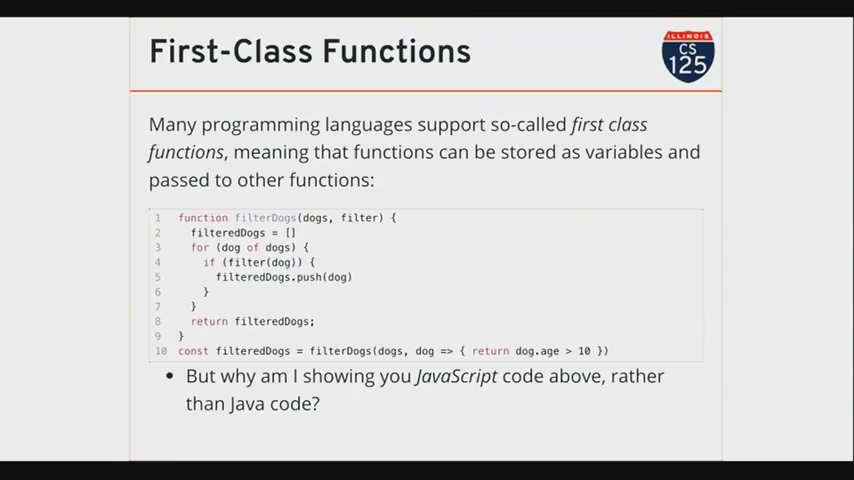 First-Class Functions
ILLINOIS
CS
125
Many programming languages support so-called first class
functions, meaning that functions can be stored as variables and
passed to other functions:
1 function filterDogs(dogs, filter) {
2 filteredDogs = []
3 for (dog of dogs) {
4 if (filter(dog)) {
5 filteredDogs.push(dog)
6 }
7 }
8 return filteredDogs;
9 }
10 const filteredDogs = filterDogs(dogs, dog => { return dog.age > 10 })
• But why am I showing you JavaScript code above, rather
than Java code?